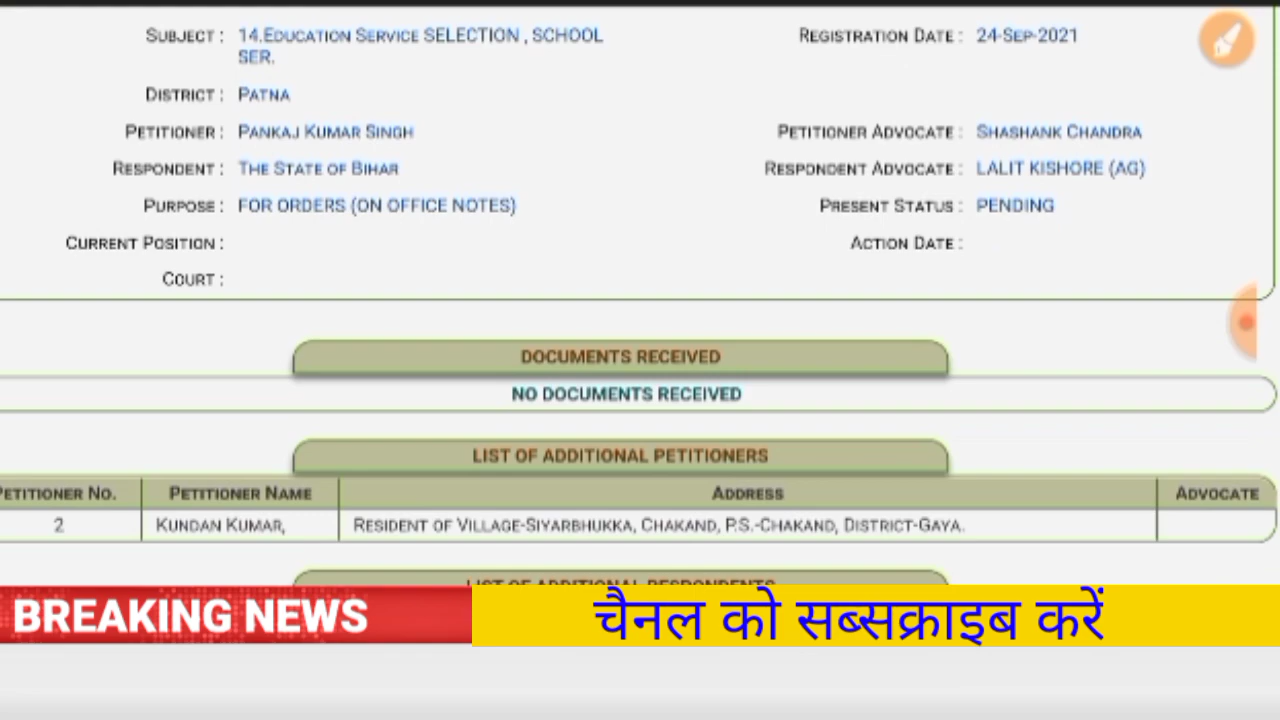 SUBJECT : 14.EDUCATION SERVICE SELECTION , SCHOOL SER.
REGISTRATION DATE : 24-SEP-2021
DISTRICT : PATNA
PETITIONER : PANKAJ KUMAR SINGH
PETITIONER ADVOCATE : SHASHANK CHANDRA
RESPONDENT : THE STATE OF BIHAR
RESPONDENT ADVOCATE : LALIT KISHORE (AG)
PURPOSE : FOR ORDERS (ON OFFICE NOTES)
PRESENT STATUS : PENDING
CURRENT POSITION :
ACTION DATE :
COURT :
DOCUMENTS RECEIVED
NO DOCUMENTS RECEIVED
LIST OF ADDITIONAL PETITIONERS
PETITIONER NO. PETITIONER NAME ADDRESS ADVOCATE
2 KUNDAN KUMAR, RESIDENT OF VILLAGE-SIYARBHUKKA, CHAKAND, P.S.-CHAKAND, DISTRICT-GAYA.
LIST OF ADDITIONAL RESPONDENTS
BREAKING NEWS चैनल को सब्सक्राइब करें